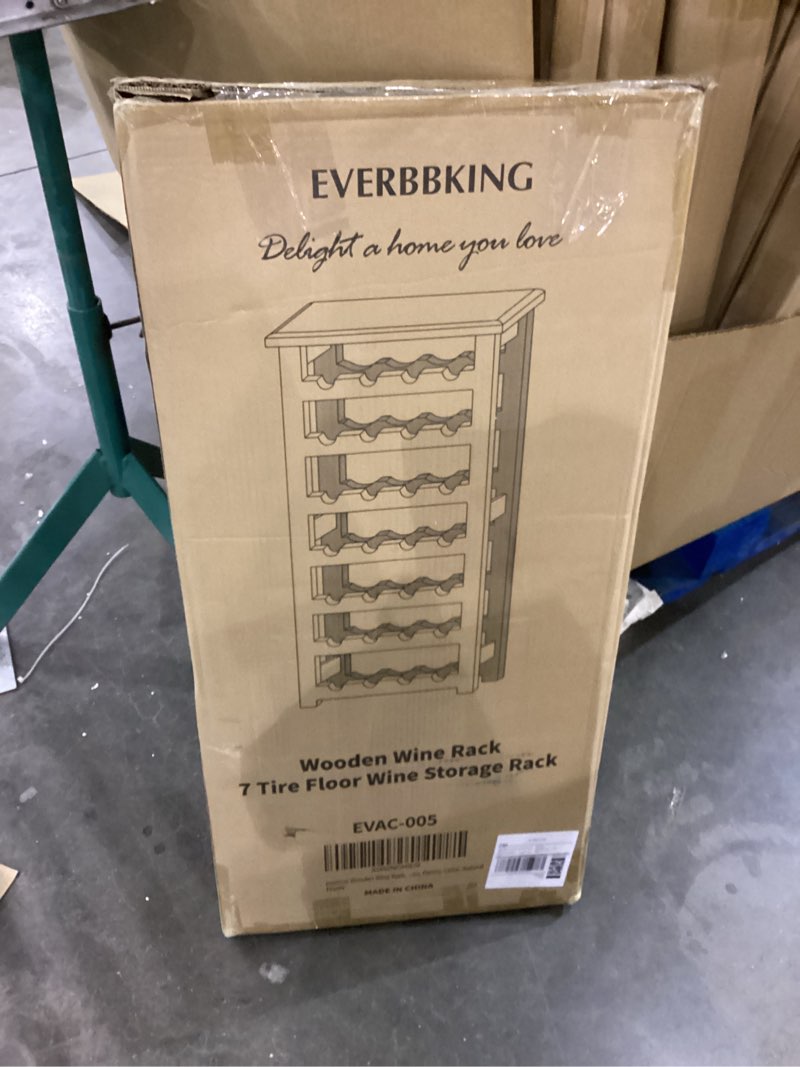 EVERBBKING
Delight a home you love
Wooden Wine Rack
7 Tire Floor Wine Storage Rack
EVAC-005
MADE IN CHINA